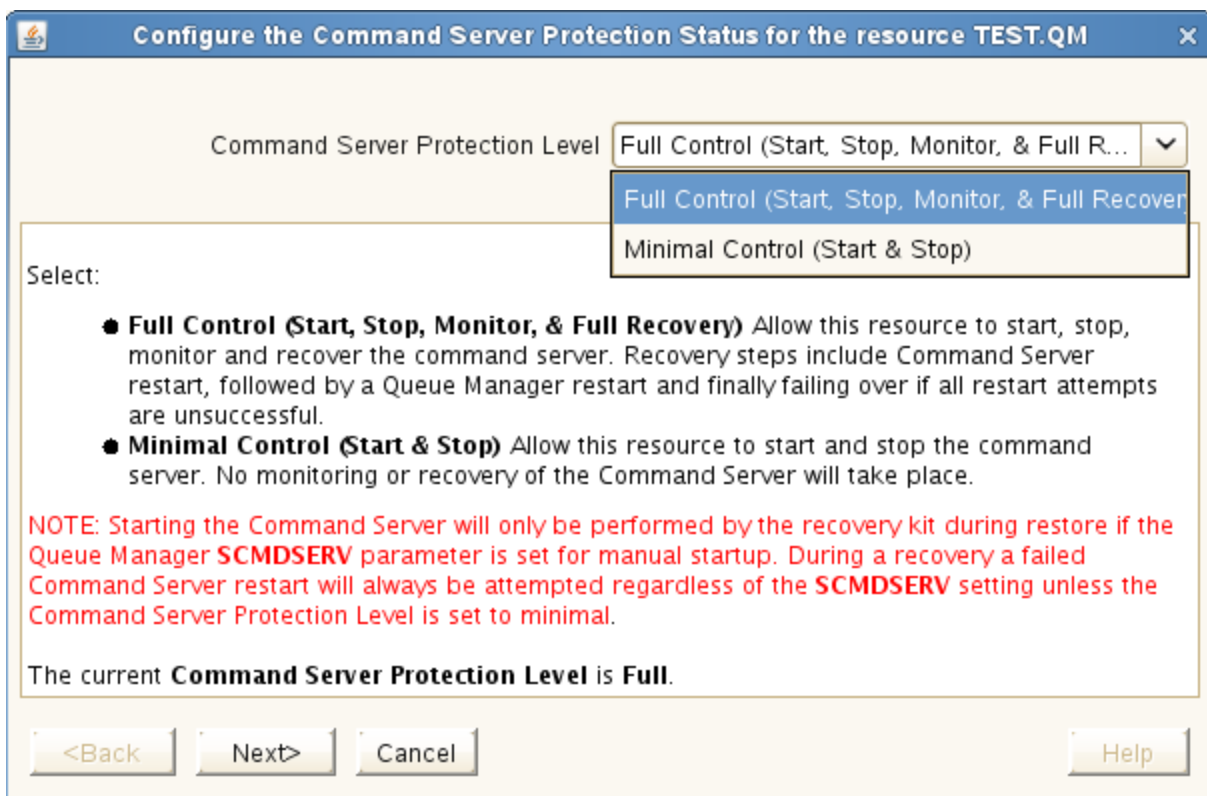 Configure the Command Server Protection Status for the resource TEST.QM
Command Server Protection Level Full Control (Start, Stop, Monitor, & Full R...
Full Control (Start, Stop, Monitor, & Full Recovery
Minimal Control (Start & Stop)
Select:
● Full Control (Start, Stop, Monitor, & Full Recovery) Allow this resource to start, stop,
monitor and recover the command server. Recovery steps include Command Server
restart, followed by a Queue Manager restart and finally failing over if all restart attempts
are unsuccessful.
● Minimal Control (Start & Stop) Allow this resource to start and stop the command
server. No monitoring or recovery of the Command Server will take place.
NOTE: Starting the Command Server will only be performed by the recovery kit during restore if the
Queue Manager SCMDSERV parameter is set for manual startup. During a recovery a failed
Command Server restart will always be attempted regardless of the SCMDSERV setting unless the
Command Server Protection Level is set to minimal.
The current Command Server Protection Level is Full.
<Back Next> Cancel Help